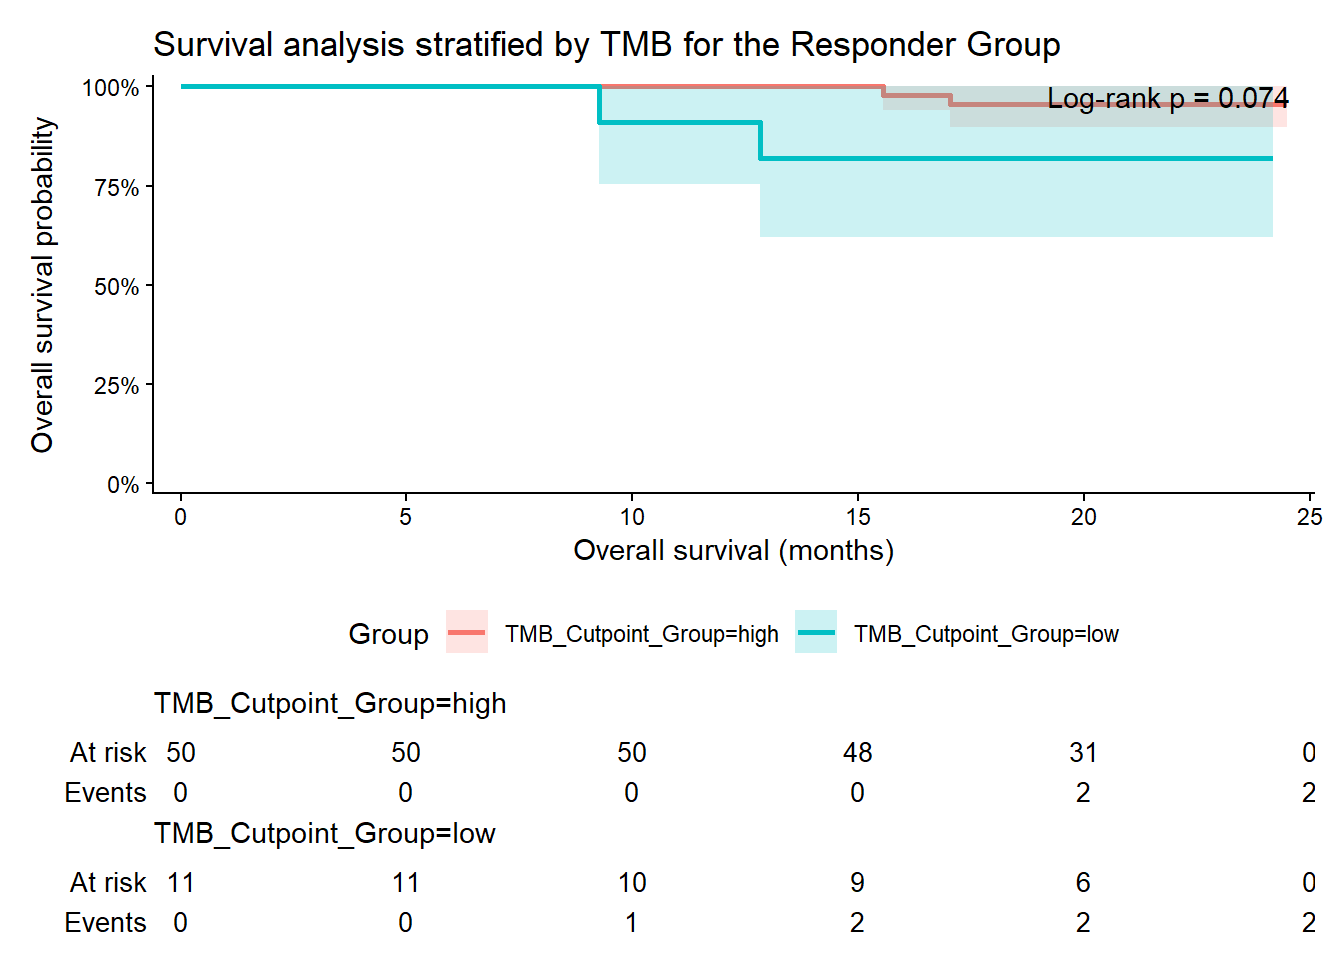 Survival analysis stratified by TMB for the Responder Group
Log-rank p = 0.074
Overall survival probability
100%
75%
50%
25%
0%
0 5 10 15 20 25
Overall survival (months)
Group TMB_Cutpoint_Group=high TMB_Cutpoint_Group=low
TMB_Cutpoint_Group=high
At risk 50 50 50 48 31 0
Events 0 0 0 0 2 2
TMB_Cutpoint_Group=low
At risk 11 11 10 9 6 0
Events 0 0 1 2 2 2